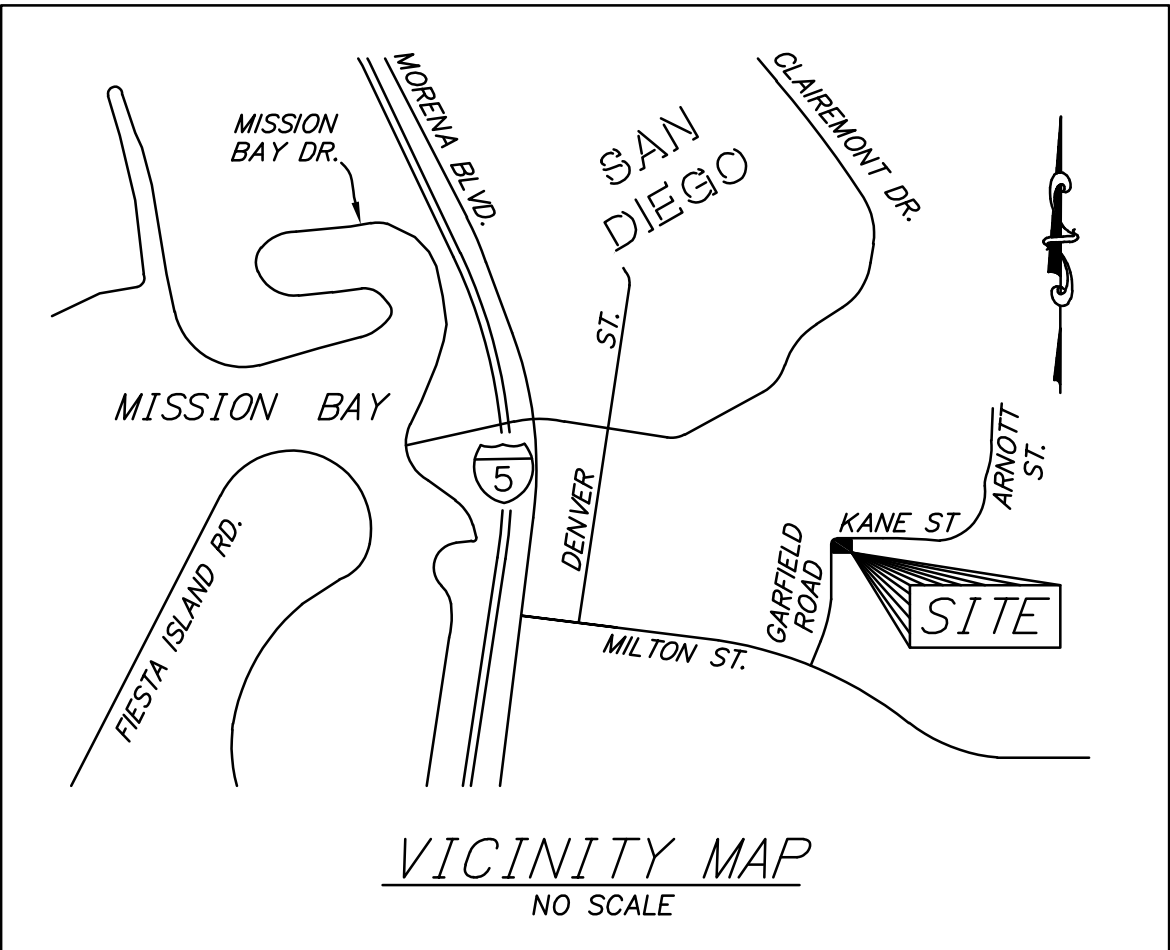 MORENA BLVD.
CLAIREMONT DR.
MISSION
BAY DR.
SAN
DIEGO
ST.
MISSION BAY
5
DENVER
ARNOTT
ST.
KANE ST
GARFIELD
ROAD
SITE
FIESTA ISLAND RD.
MILTON ST.
VICINITY MAP
NO SCALE